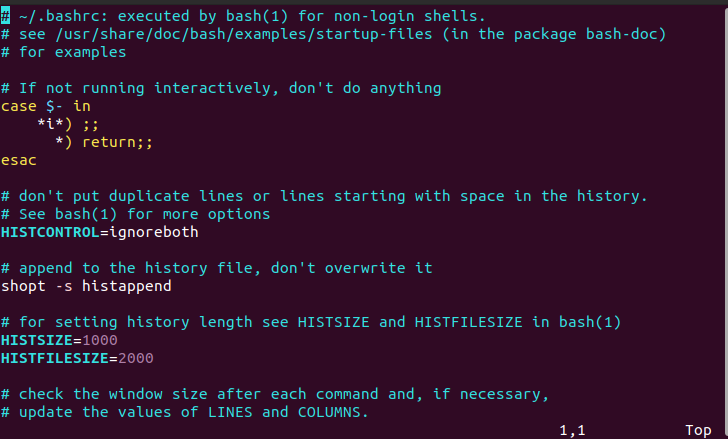 # ~/.bashrc: executed by bash(1) for non-login shells.
# see /usr/share/doc/bash/examples/startup-files (in the package bash-doc)
# for examples

# If not running interactively, don't do anything
case $- in
    *i*) ;;
      *) return;;
esac

# don't put duplicate lines or lines starting with space in the history.
# See bash(1) for more options
HISTCONTROL=ignoreboth

# append to the history file, don't overwrite it
shopt -s histappend

# for setting history length see HISTSIZE and HISTFILESIZE in bash(1)
HISTSIZE=1000
HISTFILESIZE=2000

# check the window size after each command and, if necessary,
# update the values of LINES and COLUMNS.
1,1 Top